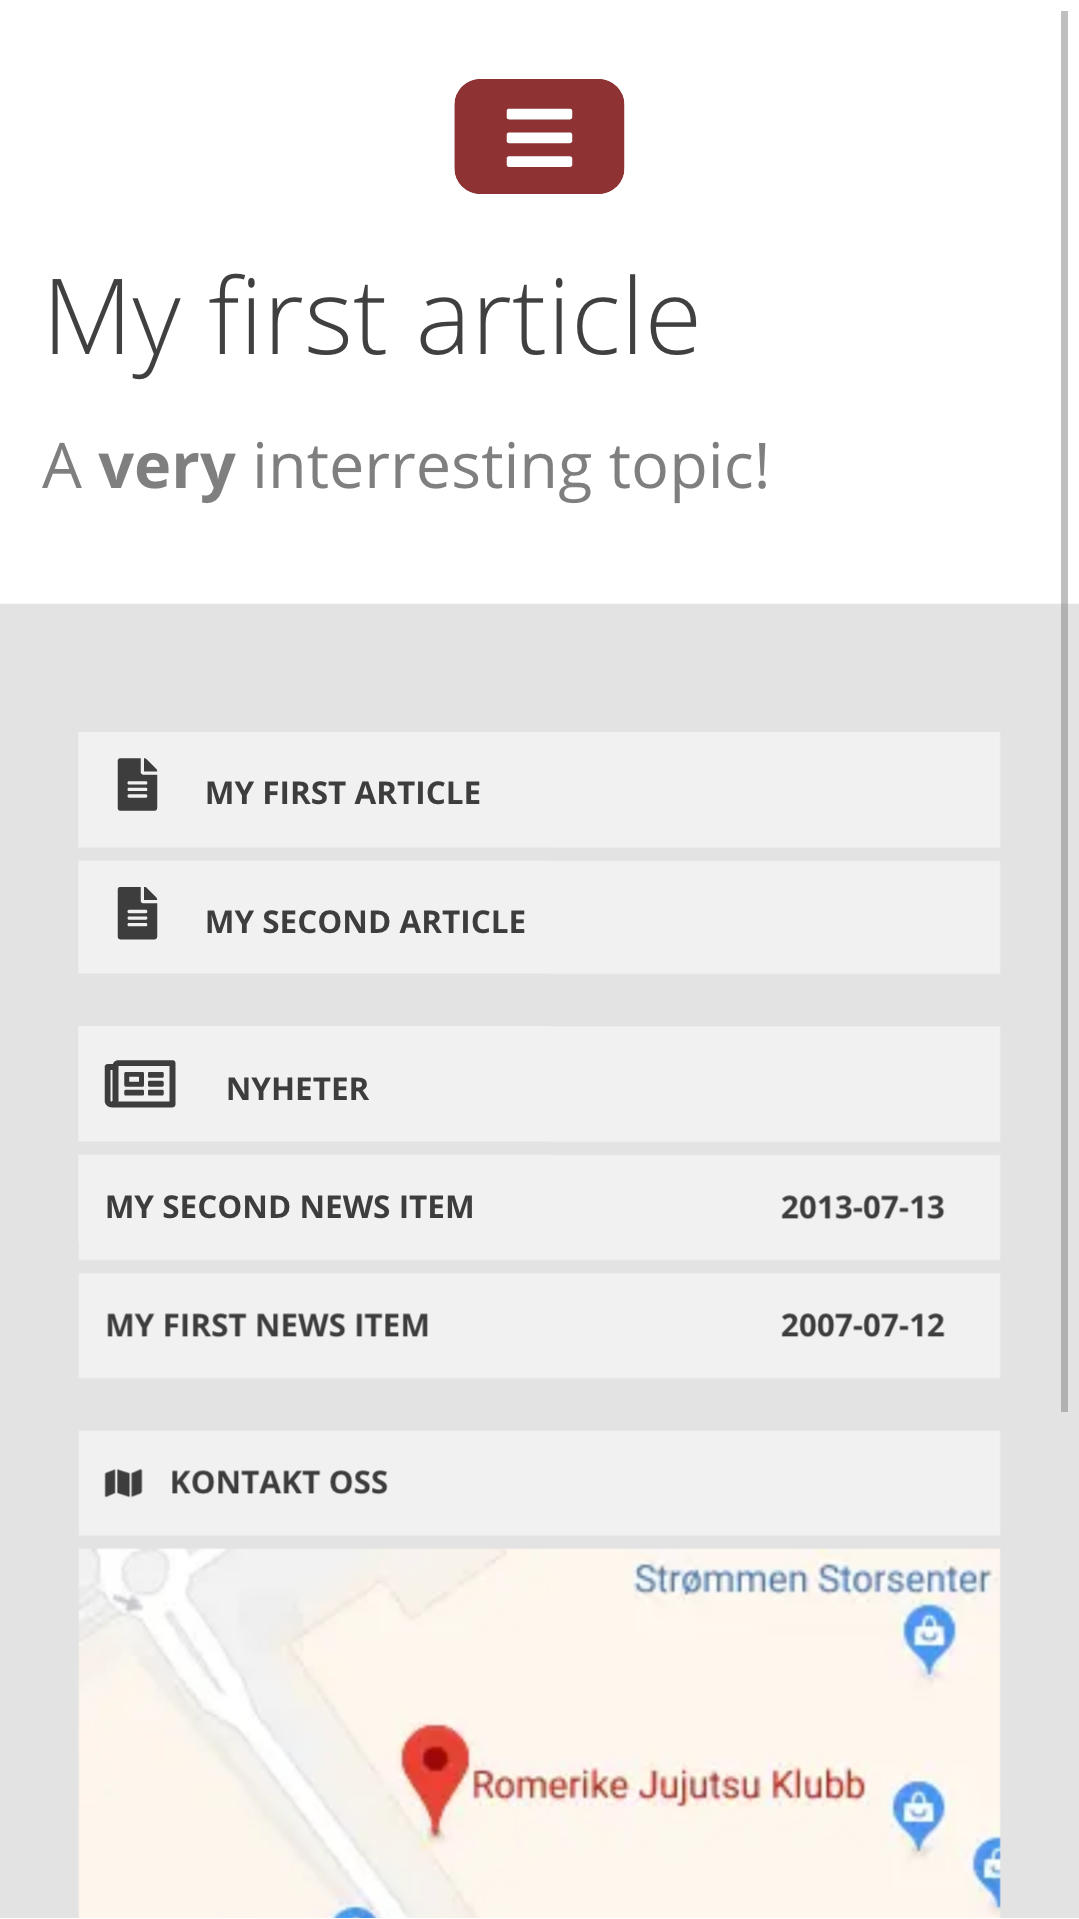 My first article
A very interresting topic!
MY FIRST ARTICLE
MY SECOND ARTICLE
NYHETER
MY SECOND NEWS ITEM 2013-07-13
MY FIRST NEWS ITEM 2007-07-12
KONTAKT OSS
Strømmen Storsenter
Romerike Jujutsu Klubb